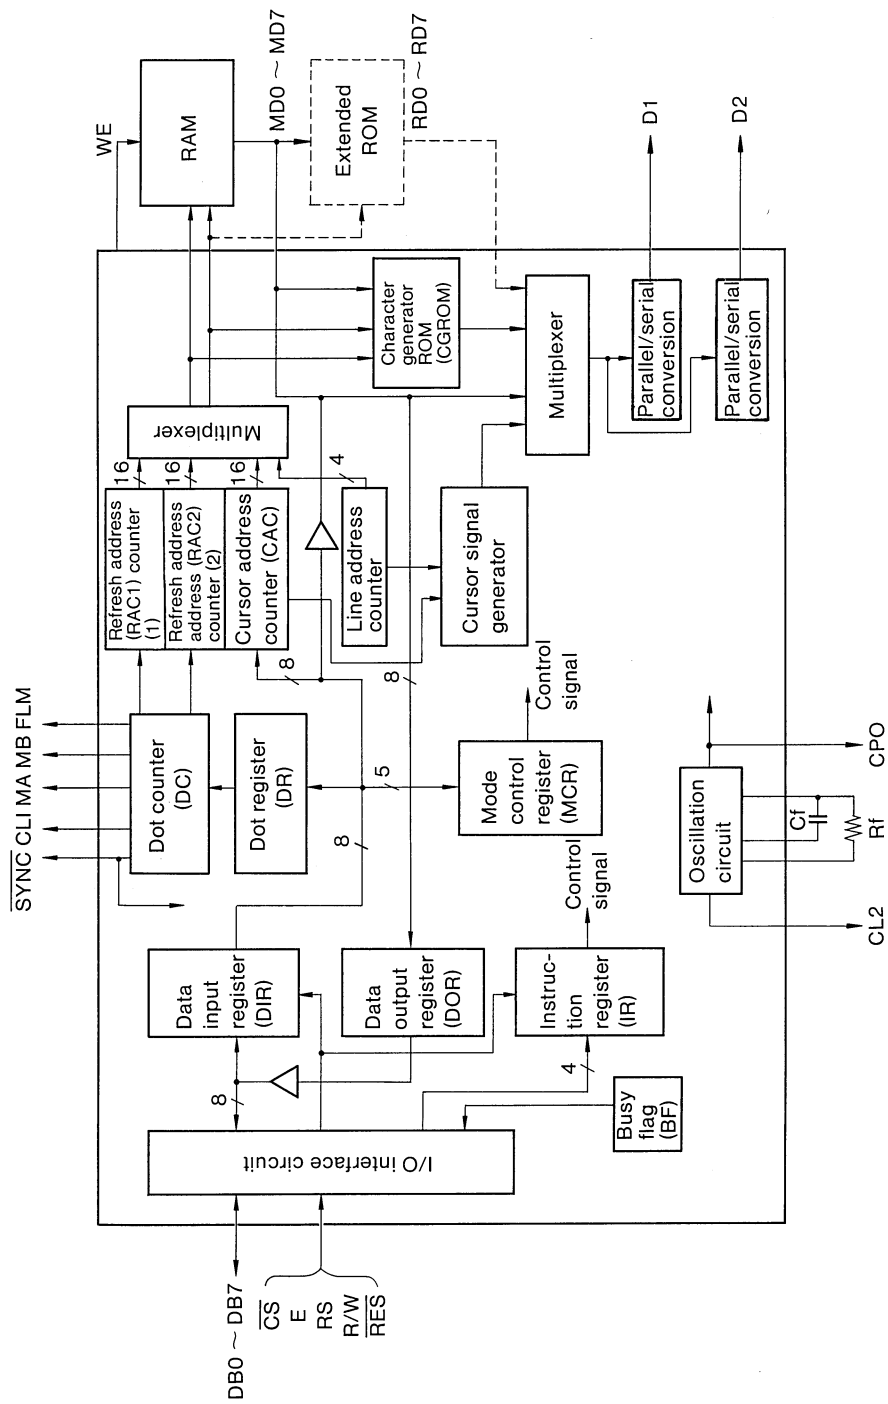 SYNC CLI MA MB FLM
WE
RAM
MD0 ~ MD7
Extended
ROM
RD0 ~ RD7
Dot counter
(DC)
Dot register
(DR)
Refresh address
(RAC1) counter
(1)
Refresh address
address (RAC2)
counter (2)
Cursor address
counter (CAC)
16
16
16
4
Multiplexer
Line address
counter
Character
generator
ROM
(CGROM)
Cursor signal
generator
Multiplexer
Parallel/serial
conversion
Parallel/serial
conversion
D1
D2
8
8
8
5
Data
input
register
(DIR)
Data
output
register
(DOR)
Instruc-
tion
register
(IR)
Control
signal
Mode
control
register
(MCR)
Control
signal
8
4
I/O interface circuit
Busy
flag
(BF)
DB0 ~ DB7
CS
E
RS
R/W
RES
Oscillation
circuit
Cf
Rf
CL2
CPO